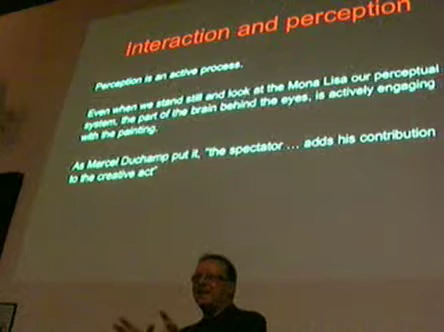 Interaction and perception
Perception is an active process.
Even when we stand still and look at the Mona Lisa our perceptual
system, the part of the brain behind the eyes, is actively engaging
with the painting.
As Marcel Duchamp put it, "the spectator ... adds his contribution
to the creative act"